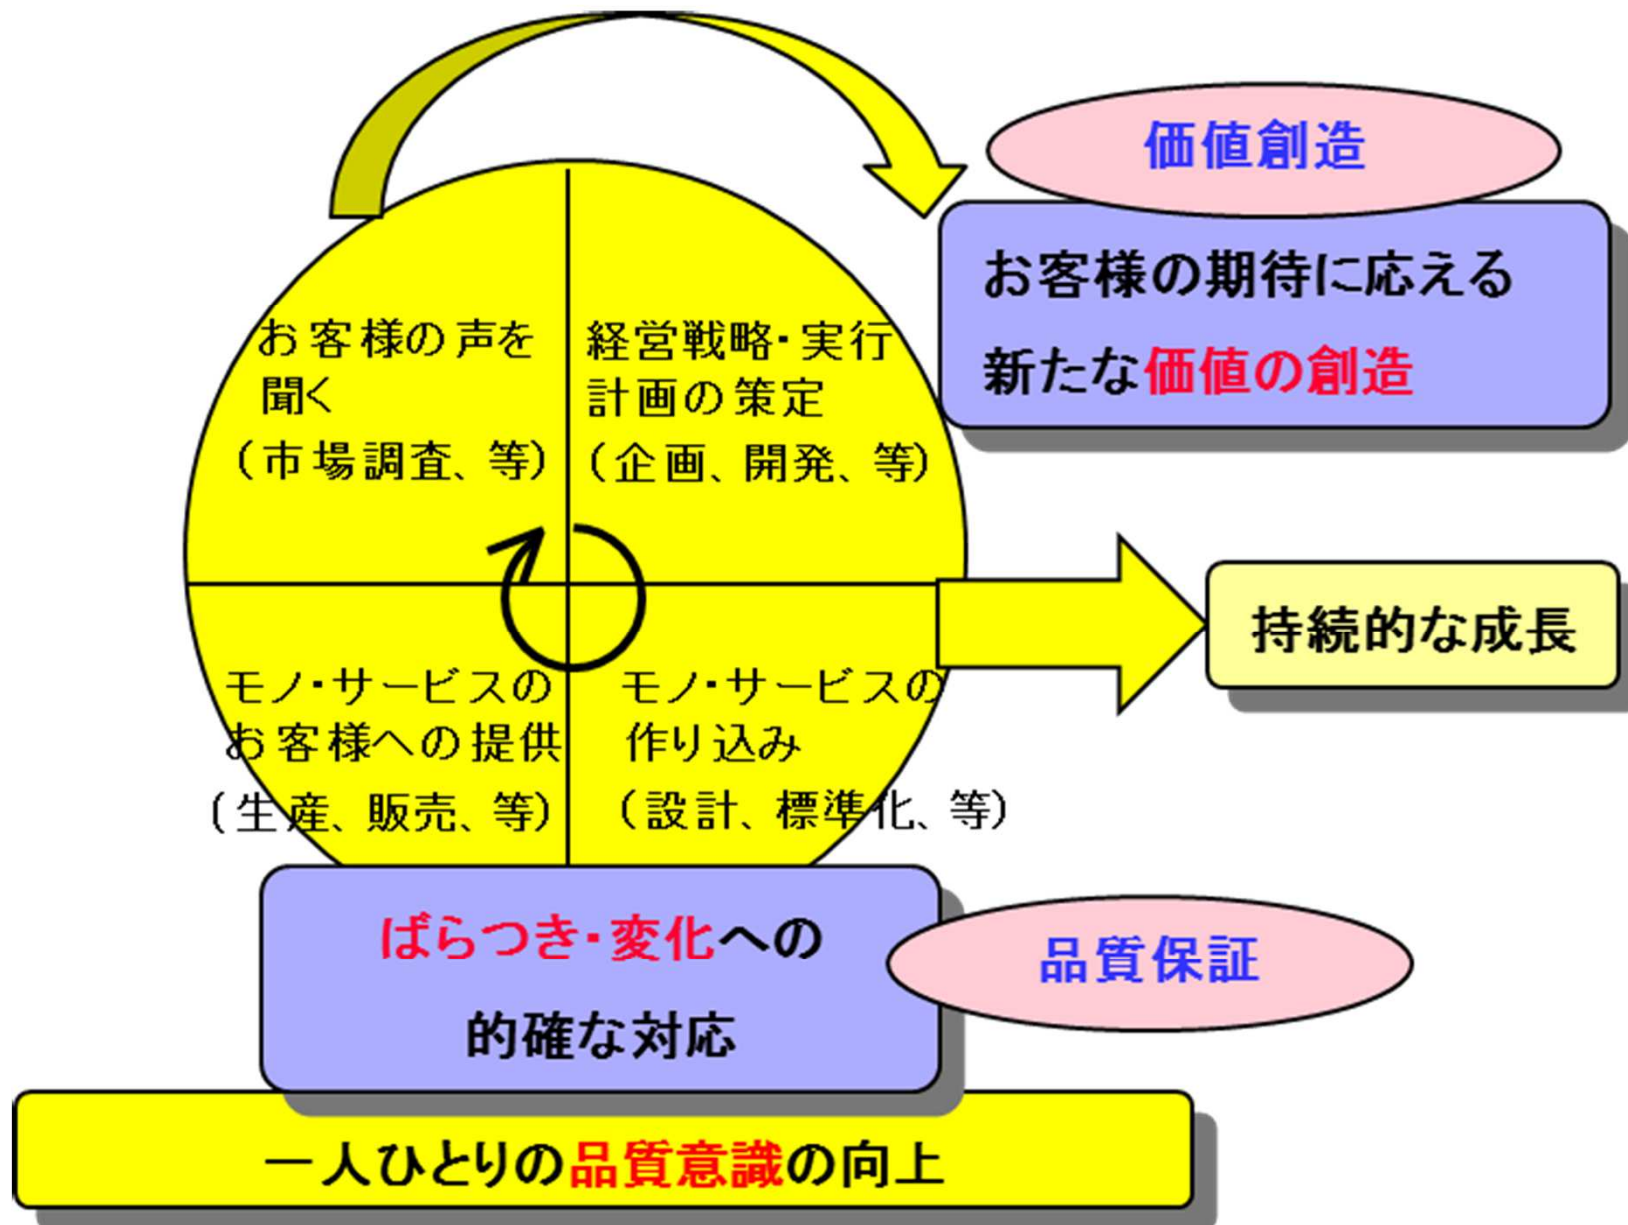 価値創造
お客様の期待に応える
新たな価値の創造
お客様の声を
聞く
（市場調査、等）
経営戦略・実行
計画の策定
（企画、開発、等）
持続的な成長
モノ・サービスの
お客様への提供
（生産、販売、等）
モノ・サービスの
作り込み
（設計、標準化、等）
ばらつき・変化への
的確な対応
品質保証
一人ひとりの品質意識の向上